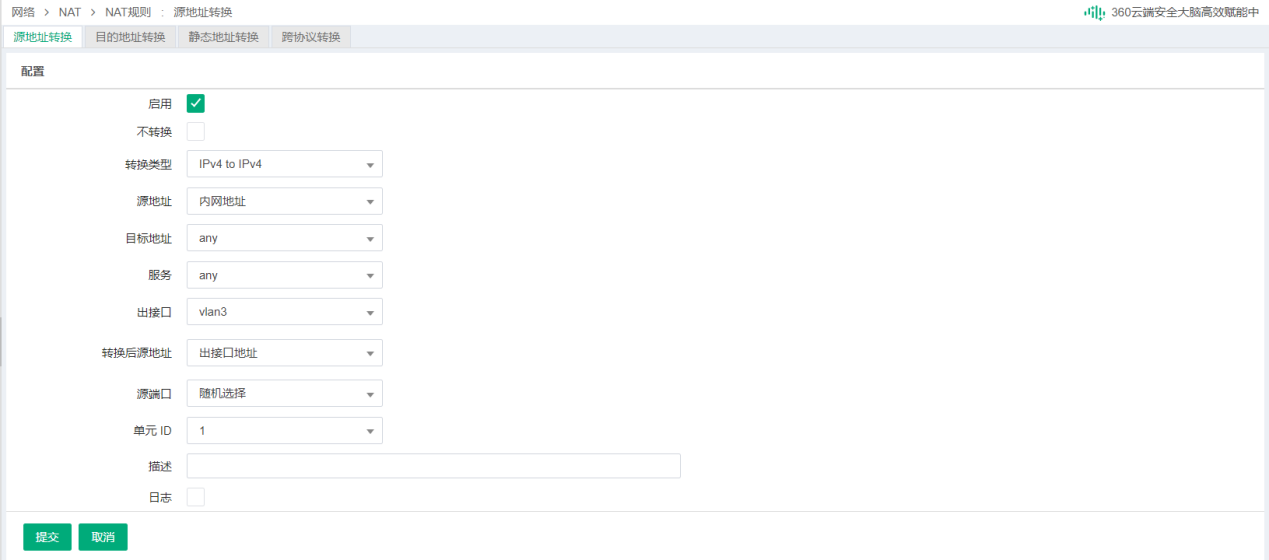 网络 > NAT > NAT规则 : 源地址转换
360云端安全大脑高效赋能中
源地址转换 目的地址转换 静态地址转换 跨协议转换
配置
启用
不转换
转换类型 IPv4 to IPv4
源地址 内网地址
目标地址 any
服务 any
出接口 vlan3
转换后源地址 出接口地址
源端口 随机选择
单元 ID 1
描述
日志
提交 取消